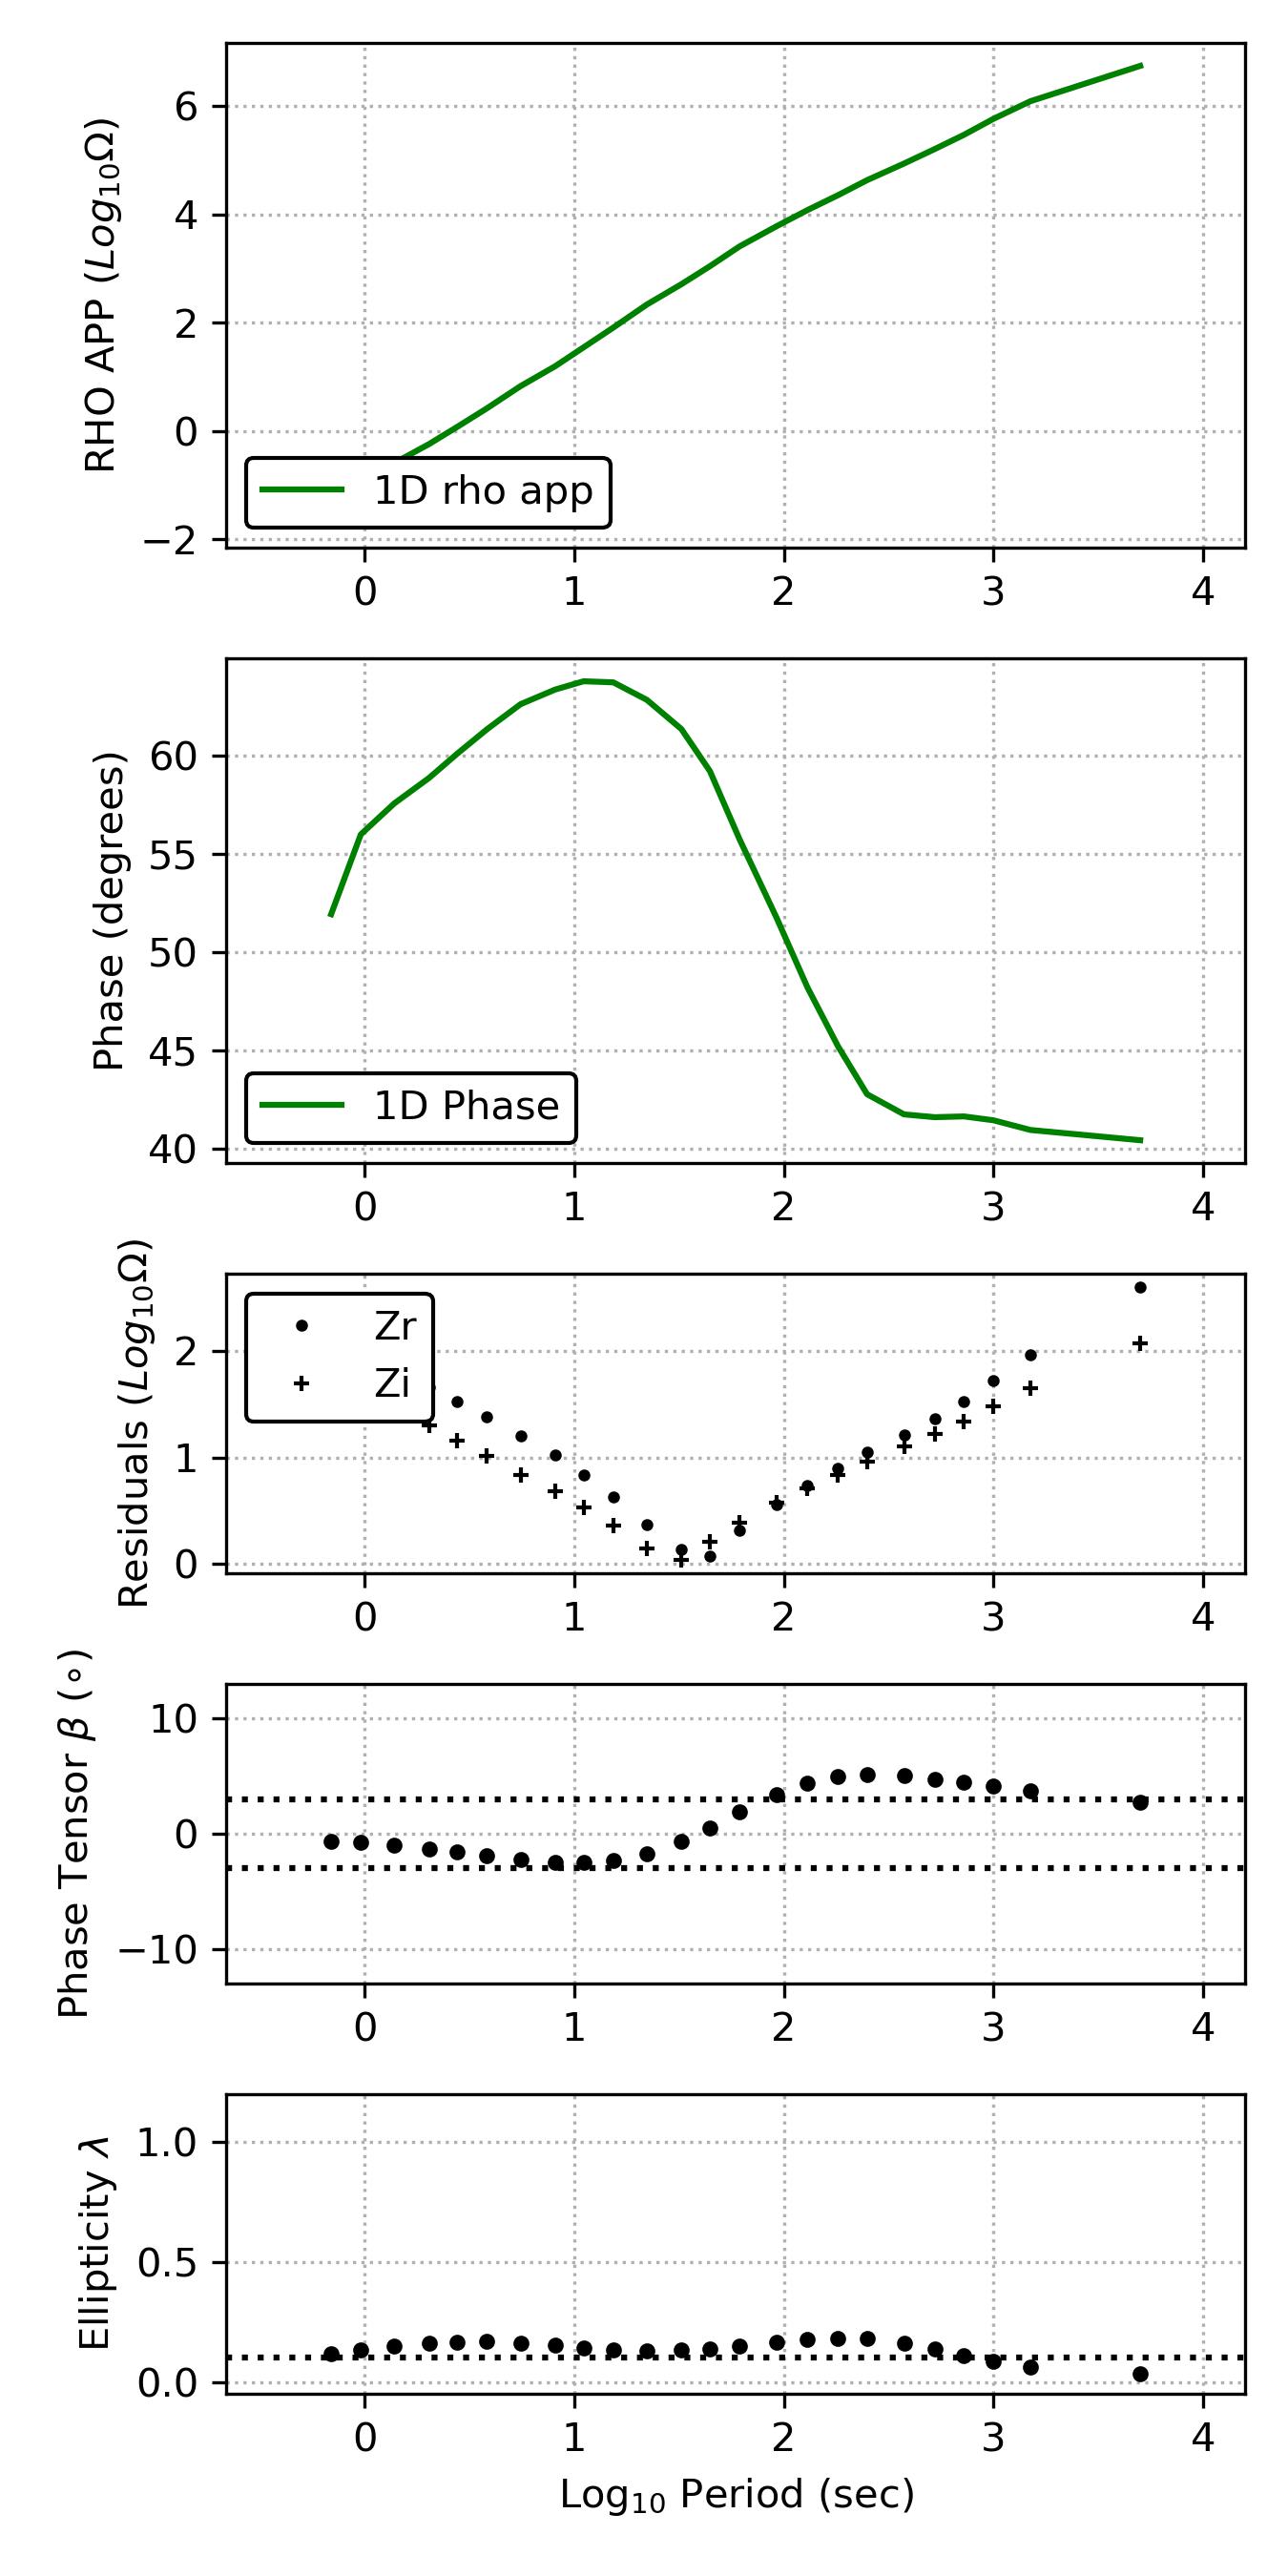 RHO APP (Log₁₀Ω)
6
4
2
0
−2
1D rho app
0 1 2 3 4
Phase (degrees)
60
55
50
45
40
1D Phase
0 1 2 3 4
Residuals (Log₁₀Ω)
2
1
0
Zr
Zi
0 1 2 3 4
Phase Tensor β (∘)
10
0
−10
0 1 2 3 4
Ellipticity λ
1.0
0.5
0.0
0 1 2 3 4
Log₁₀ Period (sec)